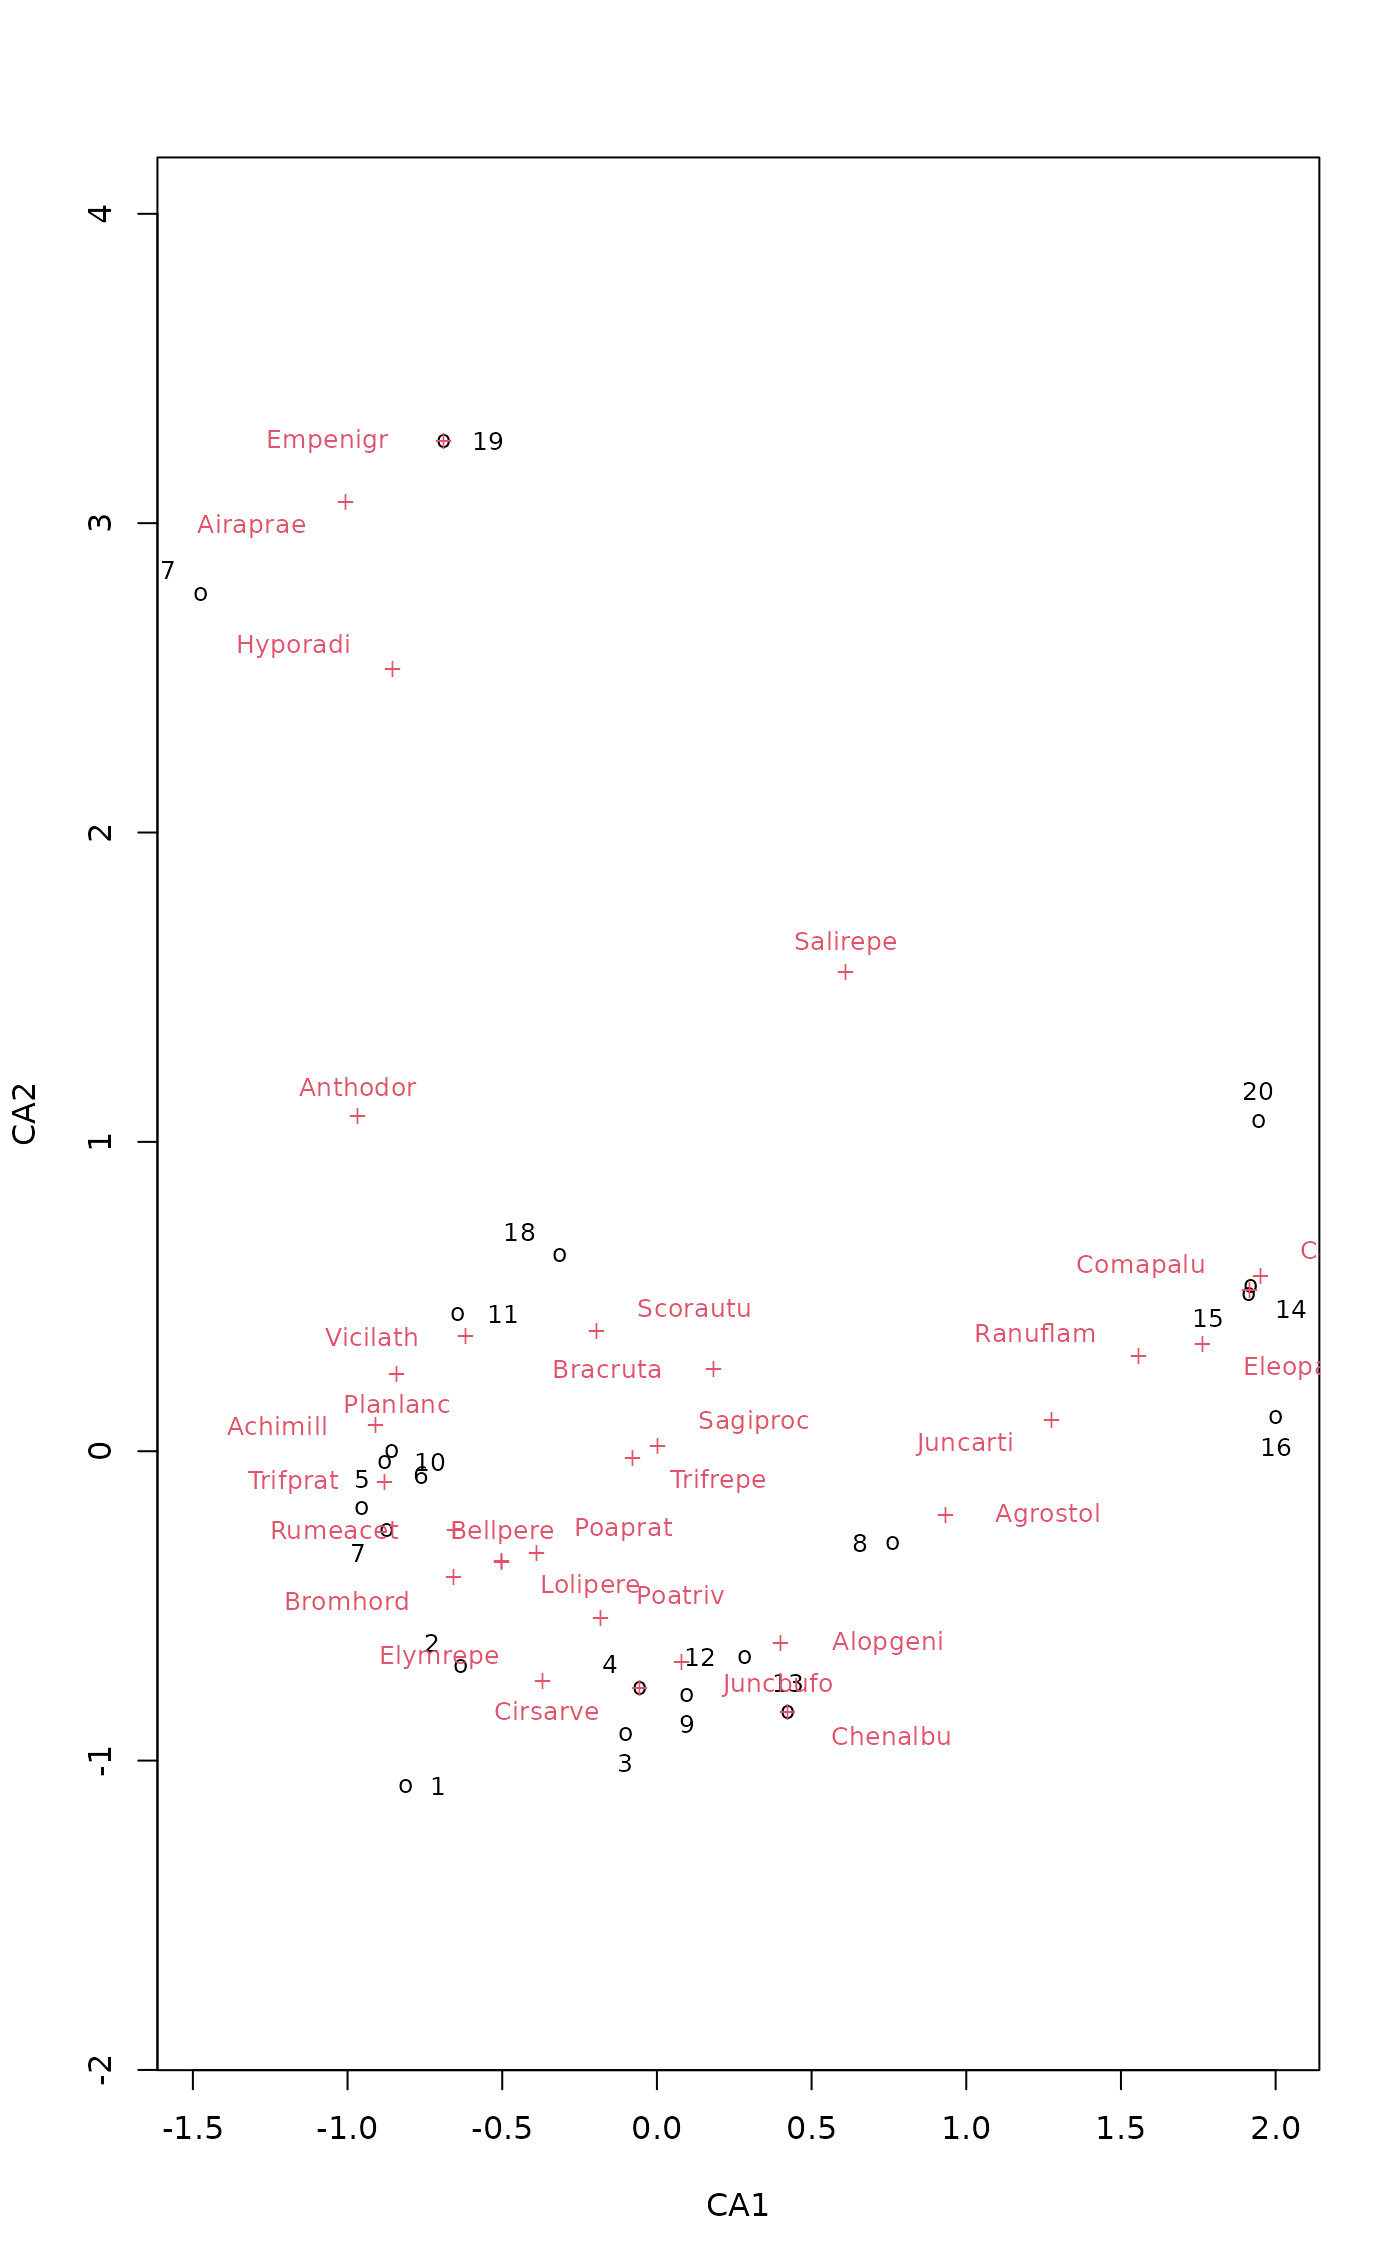 4
Empenigr 19
3
Airaprae
7
Hyporadi
2
Salirepe
Anthodor
20
1
18
C
Comapalu
Scorautu
14
11
15
Ranuflam
Vicilath
Bracruta
Eleopa
Planlanc
Sagiproc
Achimill
Juncarti
16
0
10
6
5
Trifprat
Trifrepe
Agrostol
Poaprat
Rumeacet
Bellpere
8
7
Lolipere
Poatriv
Bromhord
2
Alopgeni
Elymrepe
12
4
Juncbufo
13
Cirsarve
9
Chenalbu
-1
3
1
-2
-1.5 -1.0 -0.5 0.0 0.5 1.0 1.5 2.0
CA1
CA2